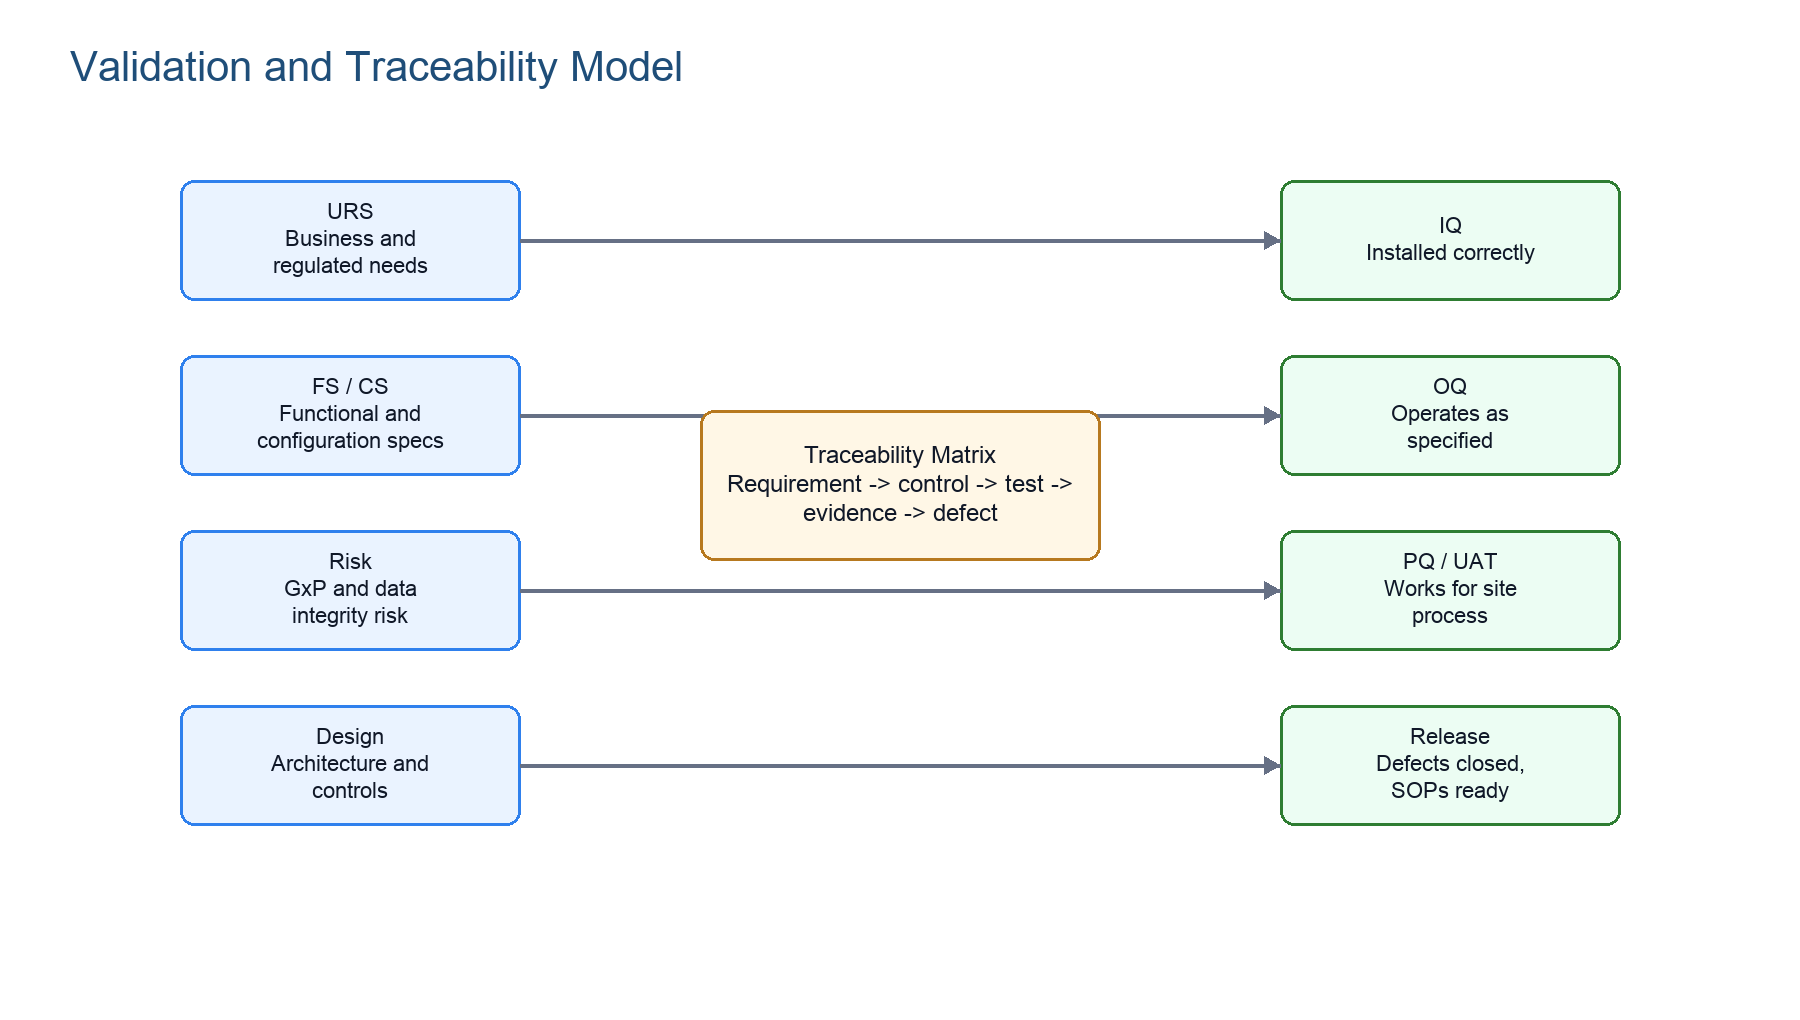 Validation and Traceability Model
URS
Business and
regulated needs
IQ
Installed correctly
FS / CS
Functional and
configuration specs
OQ
Operates as
specified
Traceability Matrix
Requirement -> control -> test ->
evidence -> defect
Risk
GxP and data
integrity risk
PQ / UAT
Works for site
process
Design
Architecture and
controls
Release
Defects closed,
SOPs ready